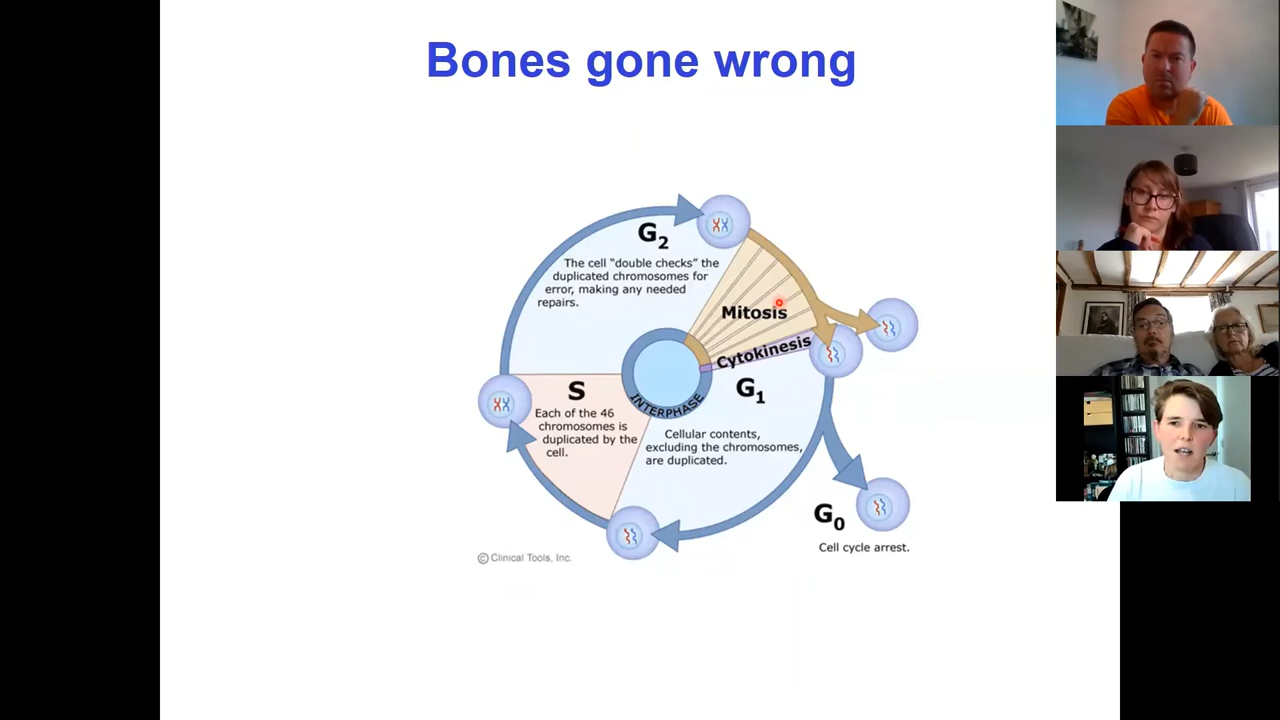 Bones gone wrong
G2
The cell “double checks” the
duplicated chromosomes for
error, making any needed
repairs.
Mitosis
Cytokinesis
S
Each of the 46
chromosomes is
duplicated by the
cell.
INTERPHASE
G1
Cellular contents,
excluding the chromosomes,
are duplicated.
G0
Cell cycle arrest.
© Clinical Tools, Inc.